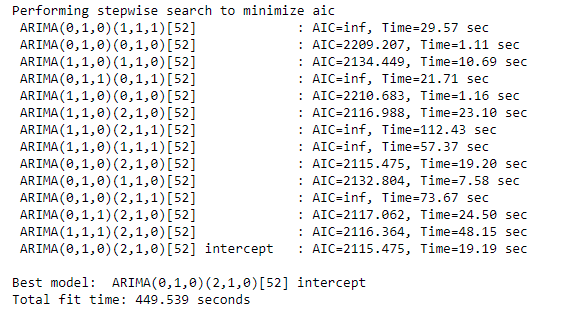 Performing stepwise search to minimize aic
 ARIMA(0,1,0)(1,1,1)[52]             : AIC=inf, Time=29.57 sec
 ARIMA(0,1,0)(0,1,0)[52]             : AIC=2209.207, Time=1.11 sec
 ARIMA(1,1,0)(1,1,0)[52]             : AIC=2134.449, Time=10.69 sec
 ARIMA(0,1,1)(0,1,1)[52]             : AIC=inf, Time=21.71 sec
 ARIMA(1,1,0)(0,1,0)[52]             : AIC=2210.683, Time=1.16 sec
 ARIMA(1,1,0)(2,1,0)[52]             : AIC=2116.988, Time=23.10 sec
 ARIMA(1,1,0)(2,1,1)[52]             : AIC=inf, Time=112.43 sec
 ARIMA(1,1,0)(1,1,1)[52]             : AIC=inf, Time=57.37 sec
 ARIMA(0,1,0)(2,1,0)[52]             : AIC=2115.475, Time=19.20 sec
 ARIMA(0,1,0)(1,1,0)[52]             : AIC=2132.804, Time=7.58 sec
 ARIMA(0,1,0)(2,1,1)[52]             : AIC=inf, Time=73.67 sec
 ARIMA(0,1,1)(2,1,0)[52]             : AIC=2117.062, Time=24.50 sec
 ARIMA(1,1,1)(2,1,0)[52]             : AIC=2116.364, Time=48.15 sec
 ARIMA(0,1,0)(2,1,0)[52] intercept   : AIC=2115.475, Time=19.19 sec

Best model:  ARIMA(0,1,0)(2,1,0)[52] intercept
Total fit time: 449.539 seconds